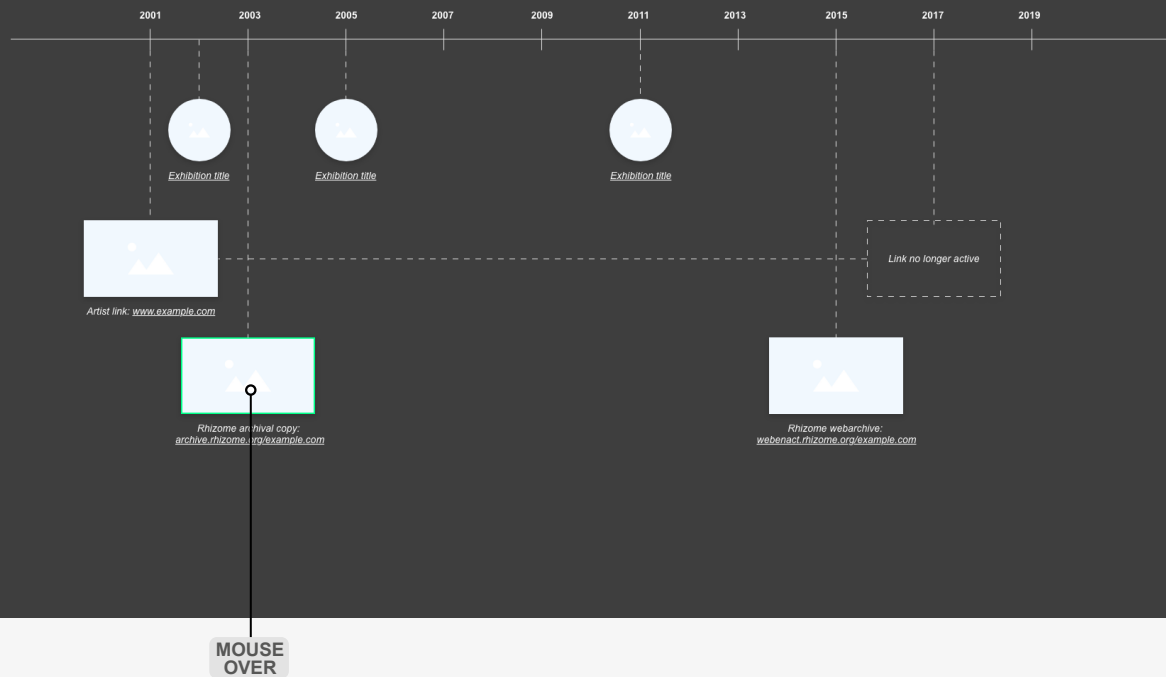 2001 2003 2005 2007 2009 2011 2013 2015 2017 2019
Exhibition title Exhibition title Exhibition title
Link no longer active
Artist link: www.example.com
Rhizome archival copy:
archive.rhizome.org/example.com
Rhizome webarchive:
webenact.rhizome.org/example.com
MOUSE
OVER